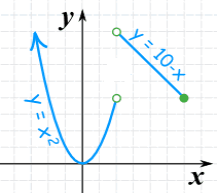 y
y = 10-x
y = x²
x